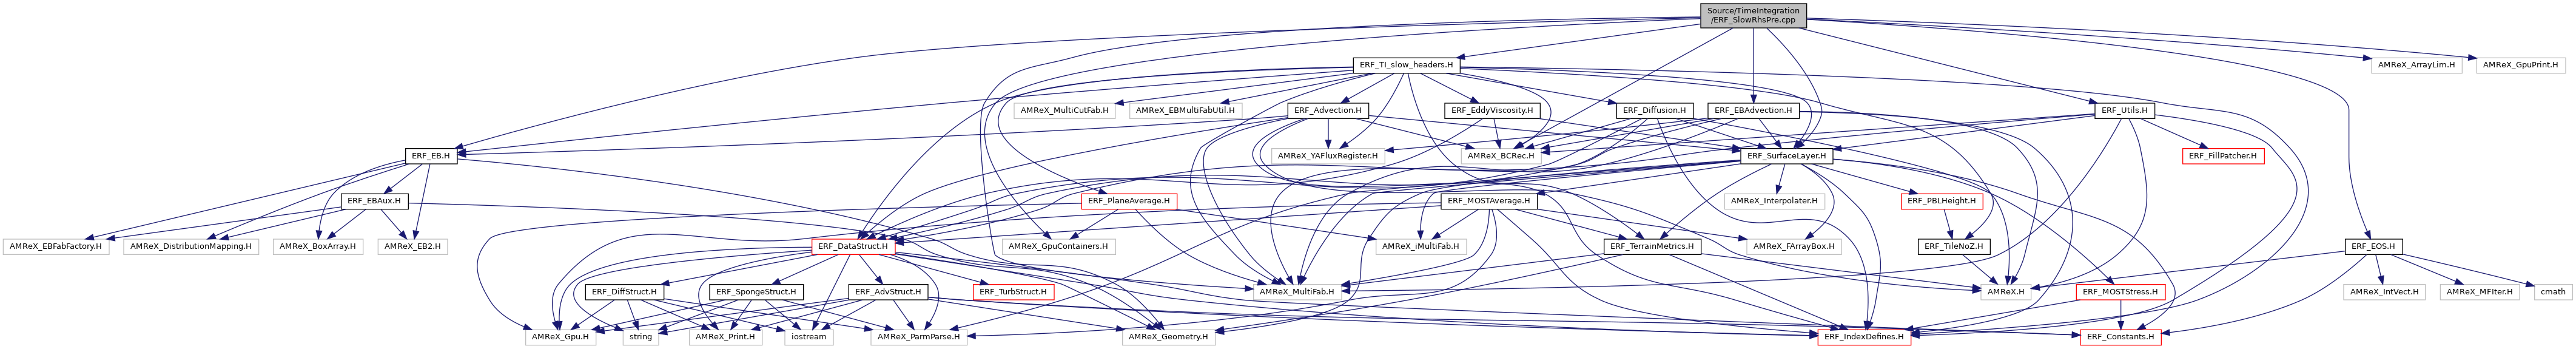 Source/TimeIntegration
/ERF_SlowRhsPre.cpp
ERF_TI_slow_headers.H
AMReX_ArrayLim.H
AMReX_GpuPrint.H
AMReX_MultiCutFab.H
AMReX_EBMultiFabUtil.H
ERF_Advection.H
ERF_EddyViscosity.H
ERF_Diffusion.H
ERF_EBAdvection.H
ERF_Utils.H
ERF_EB.H
AMReX_YAFluxRegister.H
AMReX_BCRec.H
ERF_SurfaceLayer.H
ERF_FillPatcher.H
ERF_EBAux.H
ERF_PlaneAverage.H
ERF_MOSTAverage.H
AMReX_Interpolater.H
ERF_PBLHeight.H
AMReX_EBFabFactory.H
AMReX_DistributionMapping.H
AMReX_BoxArray.H
AMReX_EB2.H
ERF_DataStruct.H
AMReX_GpuContainers.H
AMReX_iMultiFab.H
ERF_TerrainMetrics.H
AMReX_FArrayBox.H
ERF_TileNoZ.H
ERF_EOS.H
ERF_DiffStruct.H
ERF_SpongeStruct.H
ERF_AdvStruct.H
ERF_TurbStruct.H
AMReX_MultiFab.H
AMReX.H
ERF_MOSTStress.H
AMReX_IntVect.H
AMReX_MFIter.H
cmath
AMReX_Gpu.H
string
AMReX_Print.H
iostream
AMReX_ParmParse.H
AMReX_Geometry.H
ERF_IndexDefines.H
ERF_Constants.H